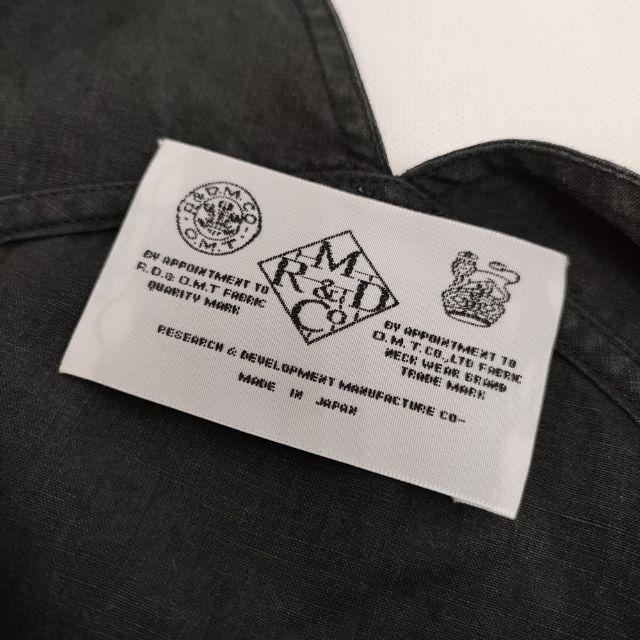 R.D.M.CO
O.M.T.
BY APPOINTMENT TO
R.D.& O.M.T FABRIC
QUARITY MARK
M
R & D
Co.
BY APPOINTMENT TO
O.M.T.CO.,LTD FABRIC
NECK WEAR BRAND
TRADE MARK
RESEARCH & DEVELOPMENT MANUFACTURE CO--
MADE IN JAPAN